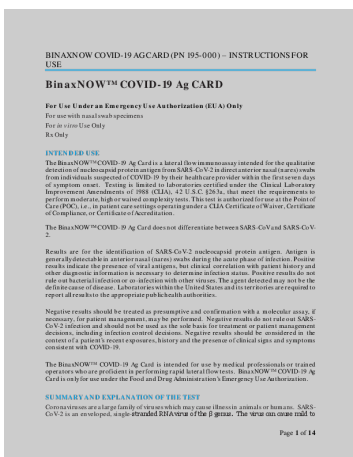 BINAXNOW COVID-19 AG CARD (PN 195-000) – INSTRUCTIONS FOR
USE
BinaxNOW™ COVID-19 Ag CARD
For Use Under an Emergency Use Authorization (EUA) Only
For use with nasal swab specimens
For in vitro Use Only
Rx Only
INTENDED USE
The BinaxNOW™ COVID-19 Ag Card is a lateral flow immunoassay intended for the qualitative
detection of nucleocapsid protein antigen from SARS-CoV-2 in direct anterior nasal (nares) swabs
from individuals suspected of COVID-19 by their healthcare provider within the first seven days
of symptom onset. Testing is limited to laboratories certified under the Clinical Laboratory
Improvement Amendments of 1988 (CLIA), 42 U.S.C. §263a, that meet the requirements to
perform moderate, high or waived complexity tests. This test is authorized for use at the Point of
Care (POC), i.e., in patient care settings operating under a CLIA Certificate of Waiver, Certificate
of Compliance, or Certificate of Accreditation.
The BinaxNOW™ COVID-19 Ag Card does not differentiate between SARS-CoV and SARS-CoV-
2.
Results are for the identification of SARS-CoV-2 nucleocapsid protein antigen. Antigen is
generally detectable in anterior nasal (nares) swabs during the acute phase of infection. Positive
results indicate the presence of viral antigens, but clinical correlation with patient history and
other diagnostic information is necessary to determine infection status. Positive results do not
rule out bacterial infection or co-infection with other viruses. The agent detected may not be the
definite cause of disease. Laboratories within the United States and its territories are required to
report all results to the appropriate public health authorities.
Negative results should be treated as presumptive and confirmation with a molecular assay, if
necessary, for patient management, may be performed. Negative results do not rule out SARS-
CoV-2 infection and should not be used as the sole basis for treatment or patient management
decisions, including infection control decisions. Negative results should be considered in the
context of a patient's recent exposures, history and the presence of clinical signs and symptoms
consistent with COVID-19.
The BinaxNOW™ COVID-19 Ag Card is intended for use by medical professionals or trained
operators who are proficient in performing rapid lateral flow tests. BinaxNOW™ COVID-19 Ag
Card is only for use under the Food and Drug Administration's Emergency Use Authorization.
SUMMARY AND EXPLANATION OF THE TEST
Coronaviruses are a large family of viruses which may cause illness in animals or humans. SARS-
CoV-2 is an enveloped, single-stranded RNA virus of the β genus. The virus can cause mild to
Page 1 of 14